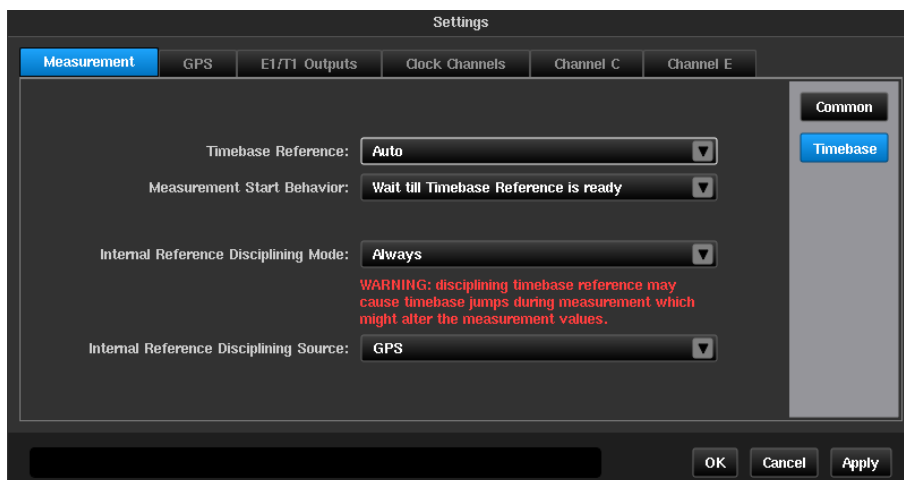 Settings
Measurement GPS E1/T1 Outputs Clock Channels Channel C Channel E
Common
Timebase
Timebase Reference: Auto
Measurement Start Behavior: Wait till Timebase Reference is ready
Internal Reference Disciplining Mode: Always
WARNING: disciplining timebase reference may
cause timebase jumps during measurement which
might alter the measurement values.
Internal Reference Disciplining Source: GPS
OK Cancel Apply